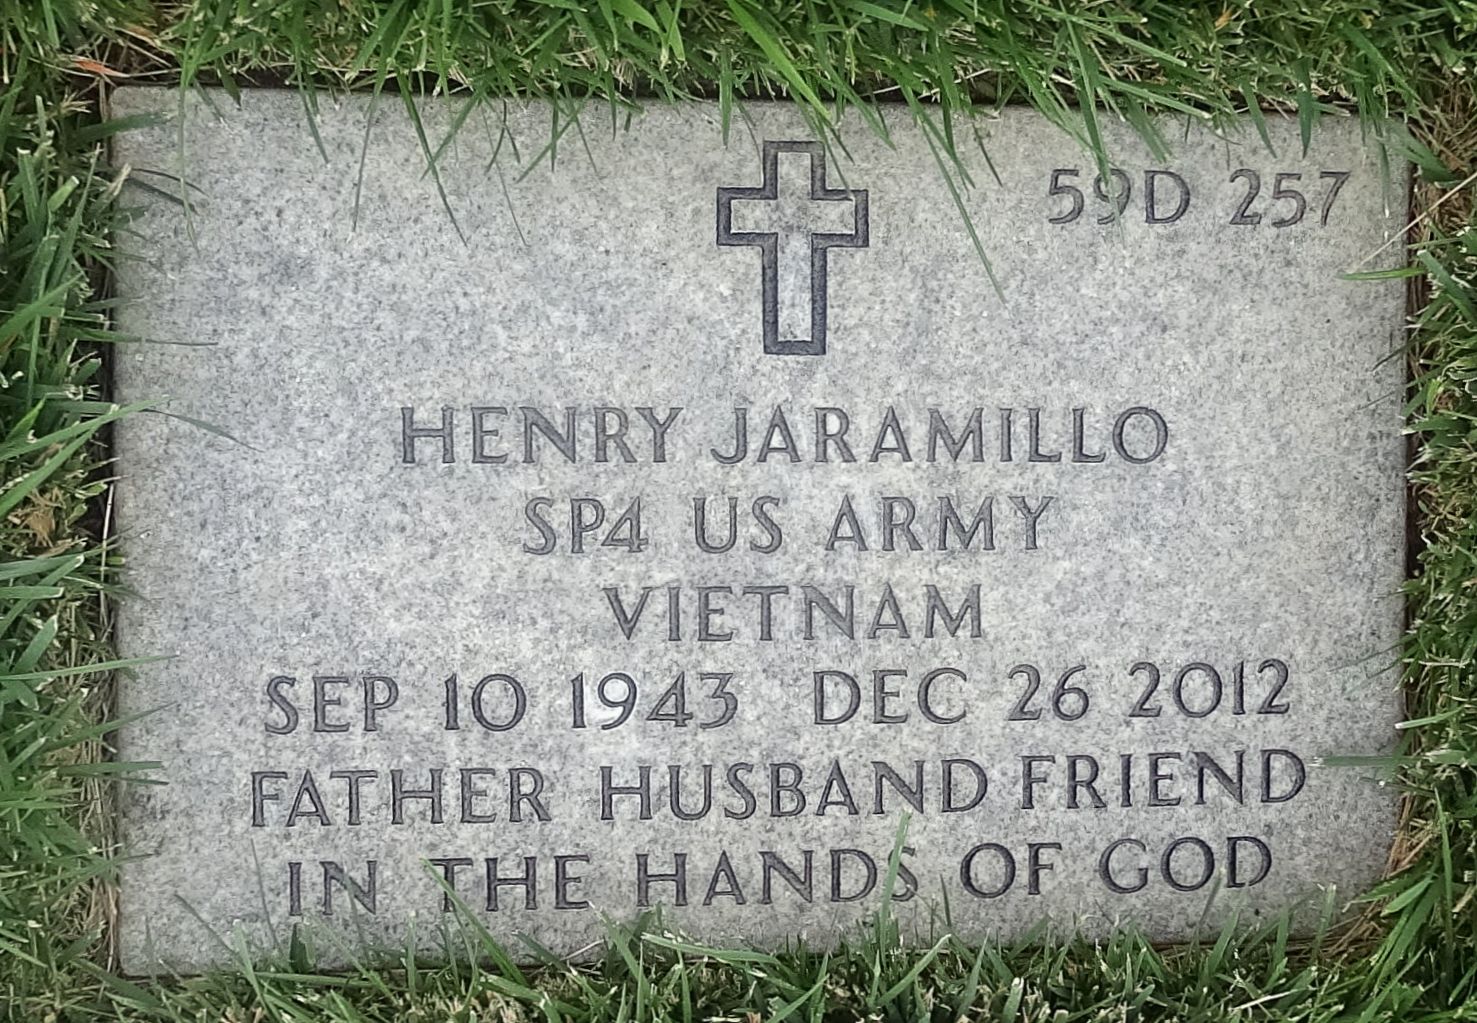 59D 257
HENRY JARAMILLO
SP4 US ARMY
VIETNAM
SEP 10 1943 DEC 26 2012
FATHER HUSBAND FRIEND
IN THE HANDS OF GOD